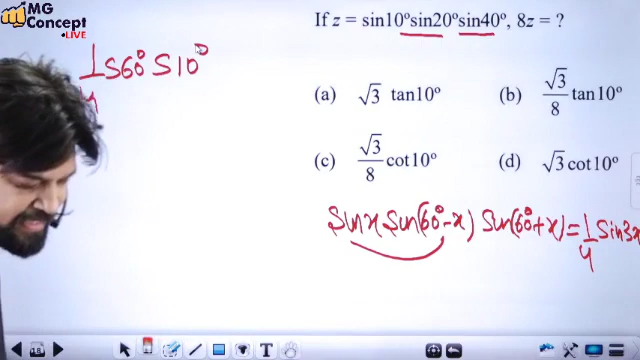 MG
Concept
.LIVE
If z = sin10°sin20°sin40°, 8z = ?
1/4 S60° S10°
(a) √3 tan10°
(b) √3/8 tan10°
(c) √3/8 cot10°
(d) √3 cot10°
Sinx Sin(60°-x) Sin(60°+x) = 1/4 Sin3x
18
T